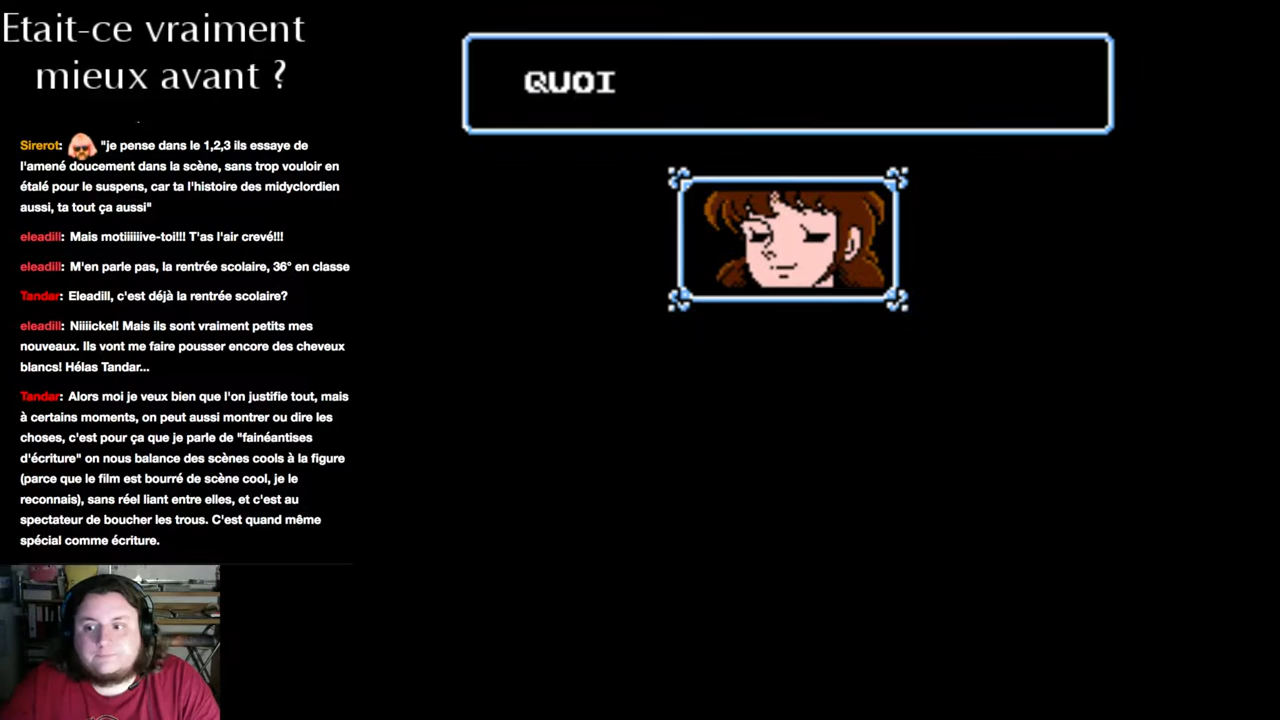 Etait-ce vraiment
mieux avant ?
Sirerot: "je pense dans le 1,2,3 ils essaye de
l'amené doucement dans la scène, sans trop vouloir en
étalé pour le suspens, car ta l'histoire des midyclordien
aussi, ta tout ça aussi"
eleadill: Mais motiiiiiive-toi!!! T'as l'air crevé!!!
eleadill: M'en parle pas, la rentrée scolaire, 36° en classe
Tandar: Eleadill, c'est déjà la rentrée scolaire?
eleadill: Niiiickel! Mais ils sont vraiment petits mes
nouveaux. Ils vont me faire pousser encore des cheveux
blancs! Hélas Tandar...
Tandar: Alors moi je veux bien que l'on justifie tout, mais
à certains moments, on peut aussi montrer ou dire les
choses, c'est pour ça que je parle de "fainéantises
d'écriture" on nous balance des scènes cools à la figure
(parce que le film est bourré de scène cool, je le
reconnais), sans réel liant entre elles, et c'est au
spectateur de boucher les trous. C'est quand même
spécial comme écriture.
QUOI